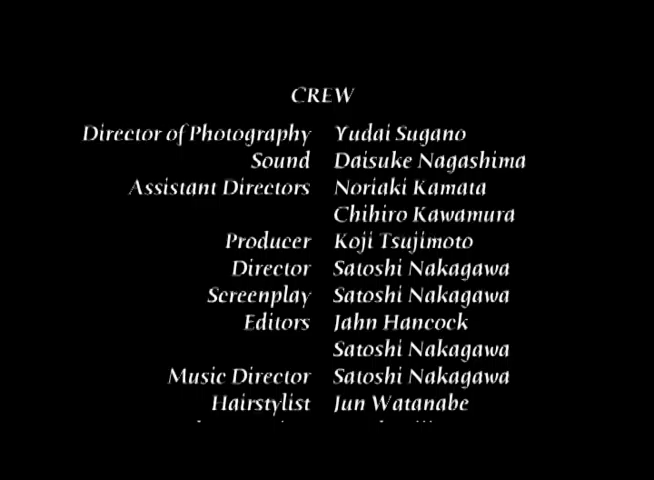 CREW
Director of Photography Yudai Sugano
Sound Daisuke Nagashima
Assistant Directors Noriaki Kamata
Chihiro Kawamura
Producer Koji Tsujimoto
Director Satoshi Nakagawa
Screenplay Satoshi Nakagawa
Editors Jahn Hancock
Satoshi Nakagawa
Music Director Satoshi Nakagawa
Hairstylist Jun Watanabe